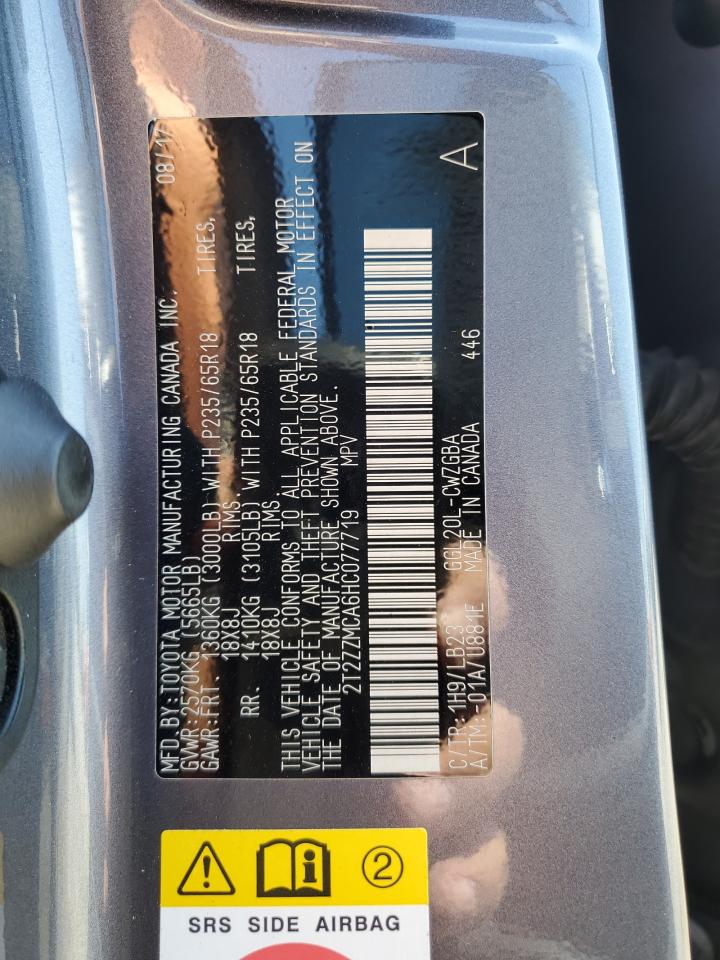 MFD.BY:TOYOTA MOTOR MANUFACTURING CANADA INC. 08/17
GVWR:2570KG (5665LB)
GAWR:FRT. 1360KG (3000LB) WITH P235/65R18 TIRES,
18X8J RIMS.
RR. 1410KG (3105LB) WITH P235/65R18 TIRES,
18X8J RIMS.
THIS VEHICLE CONFORMS TO ALL APPLICABLE FEDERAL MOTOR
VEHICLE SAFETY AND THEFT PREVENTION STANDARDS IN EFFECT ON
THE DATE OF MANUFACTURE SHOWN ABOVE.
2T2ZZMCA6HC077719 MPV
A
C/TR: 1H9/LB23 GGL20L-CWZGBA
A/TM:-01A/U881E MADE IN CANADA 446
2
SRS SIDE AIRBAG